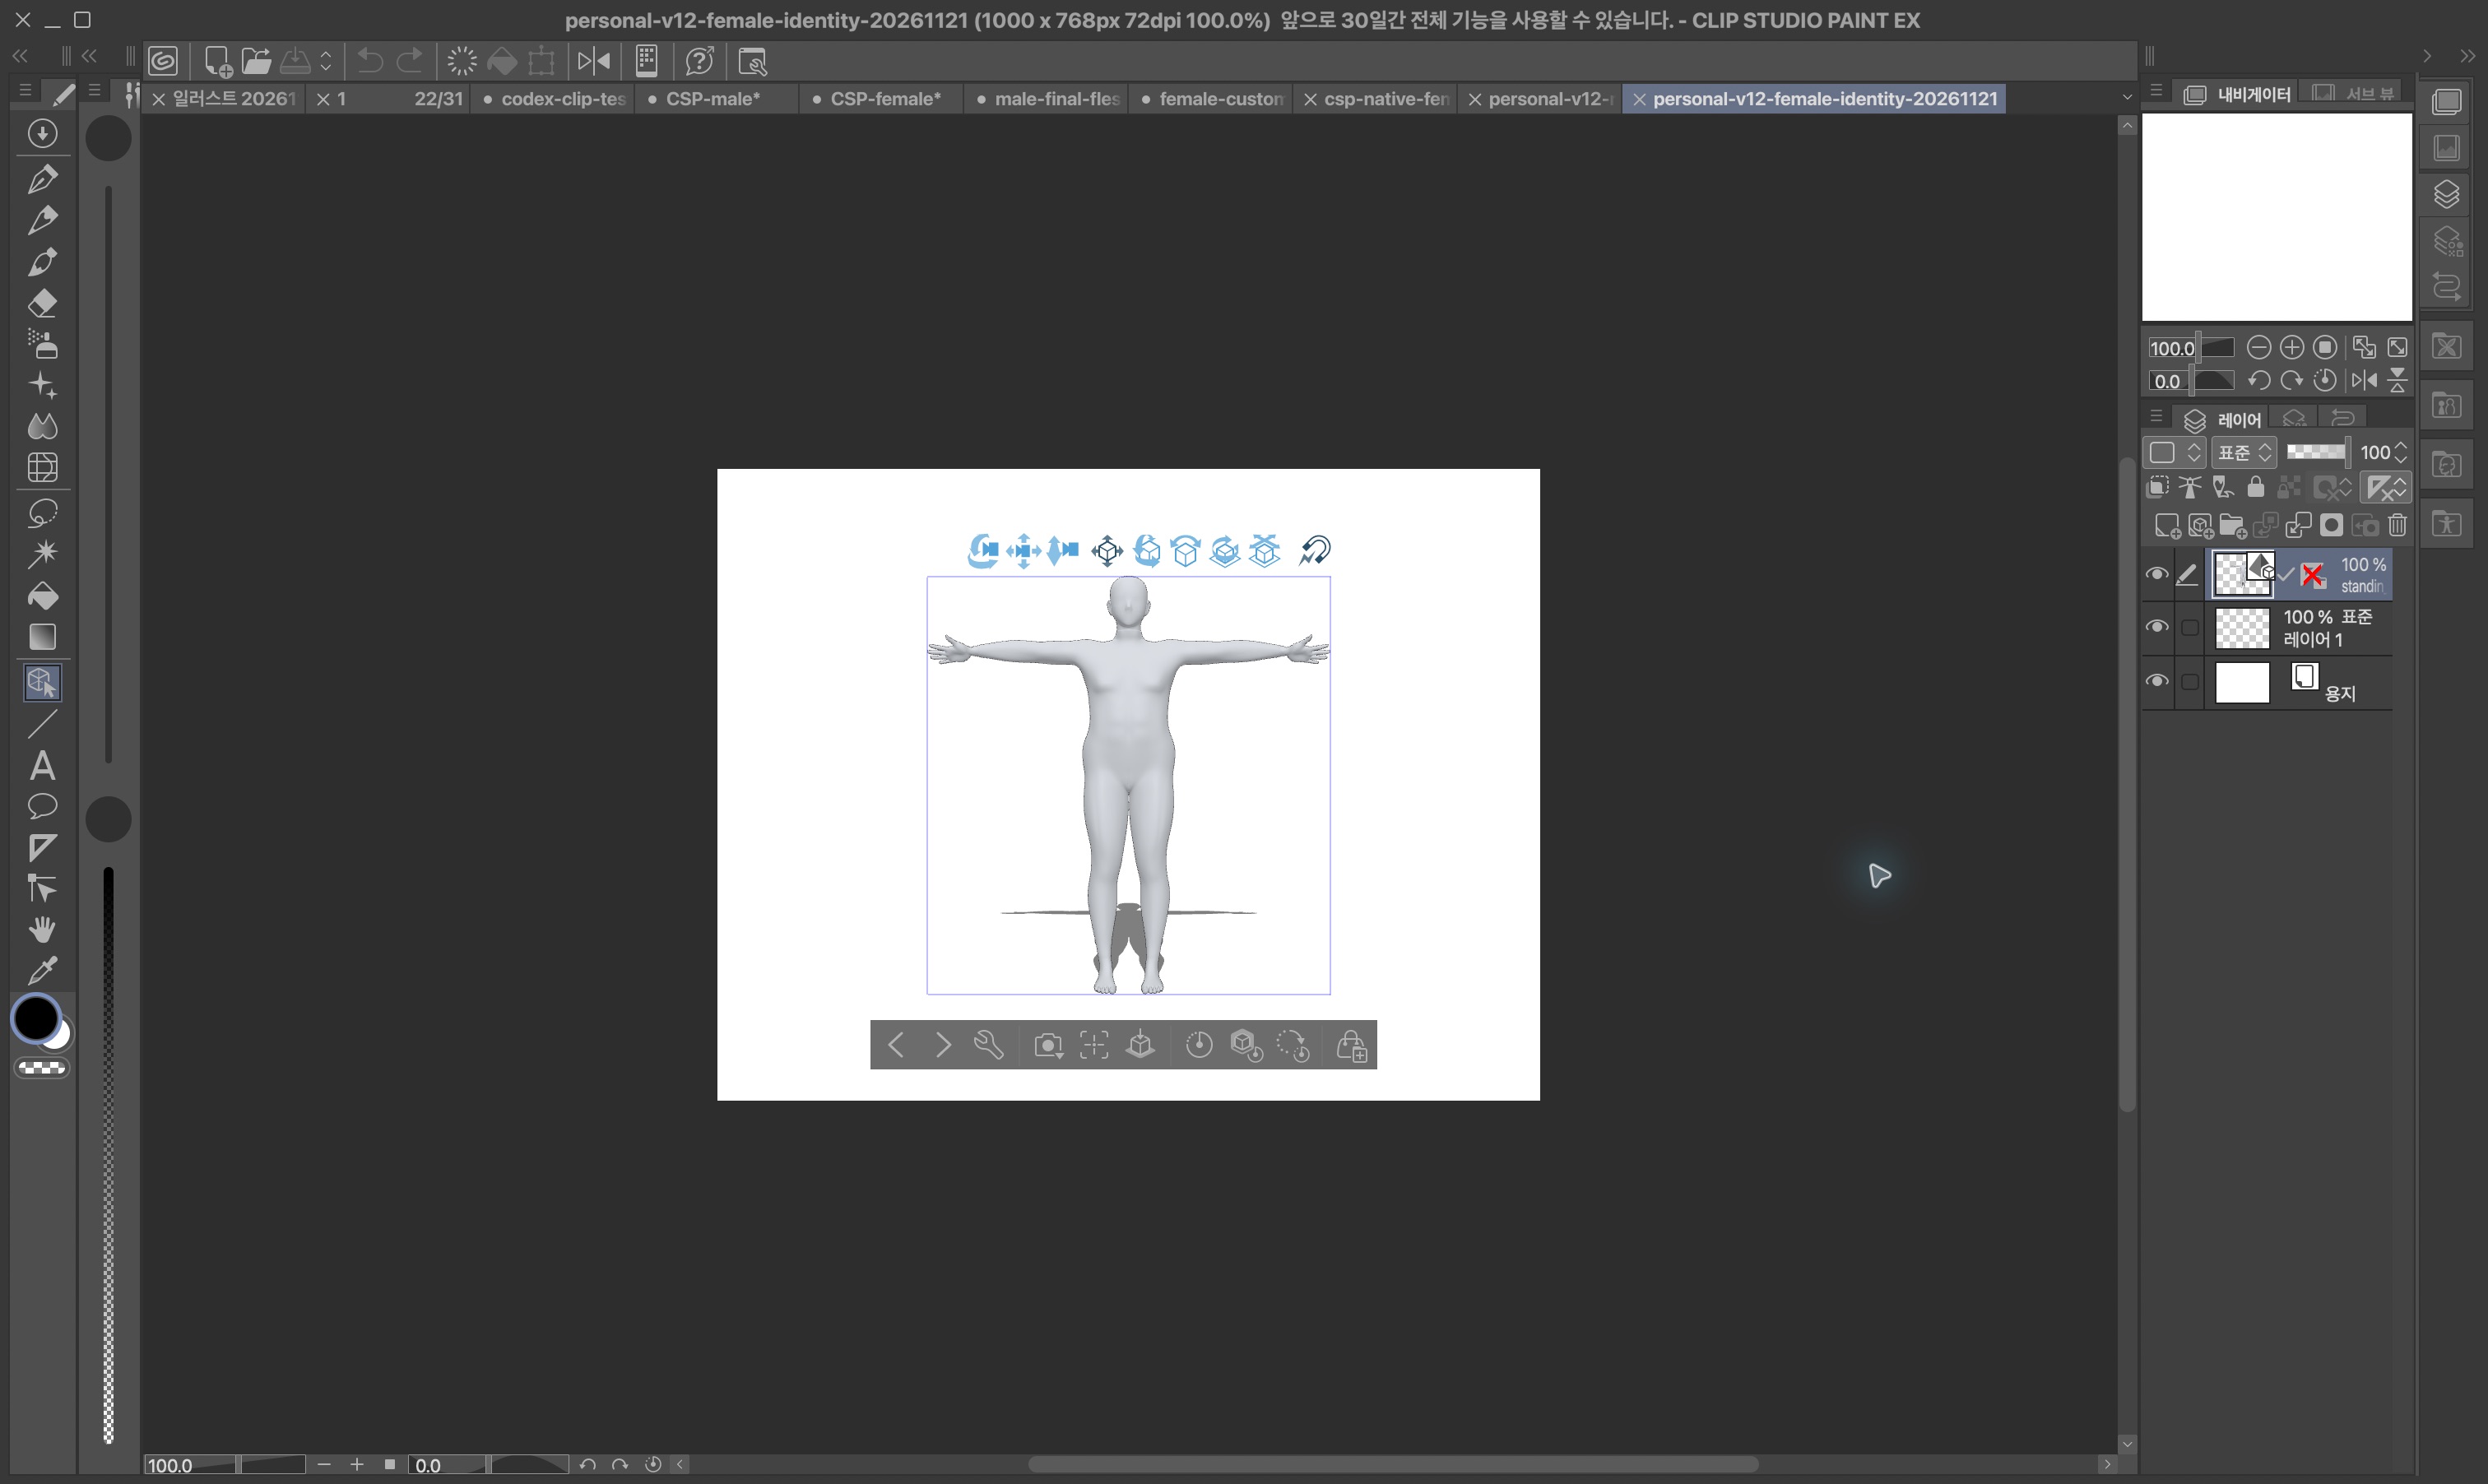 personal-v12-female-identity-20261121 (1000 x 768px 72dpi 100.0%)  앞으로 30일간 전체 기능을 사용할 수 있습니다. - CLIP STUDIO PAINT EX
일러스트 20261
1 22/31
codex-clip-tes
CSP-male*
CSP-female*
male-final-fles
female-custom
csp-native-fem
personal-v12-
personal-v12-female-identity-20261121
내비게이터
서브 뷰
100.0
0.0
레이어
표준 100
100 %
standin
100 % 표준
레이어 1
용지
100.0
0.0